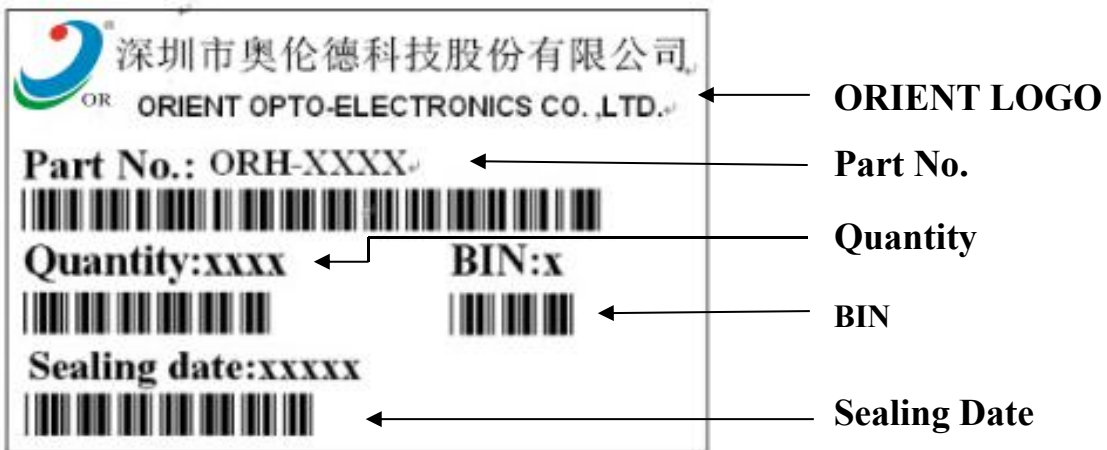 深圳市奥伦德科技股份有限公司
OR
ORIENT OPTO-ELECTRONICS CO.,LTD.
ORIENT LOGO
Part No.: ORH-XXXX
Part No.
Quantity:xxxx
BIN:x
Quantity
BIN
Sealing date:xxxxx
Sealing Date